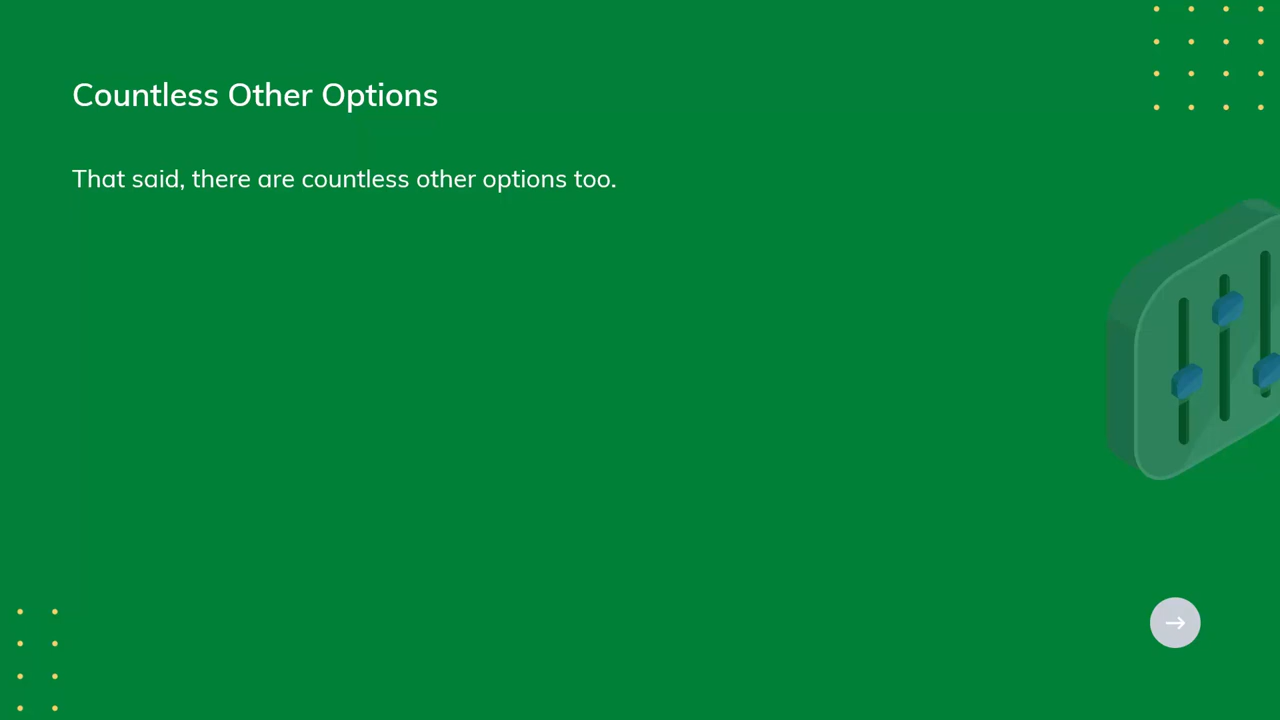 Countless Other Options
That said, there are countless other options too.